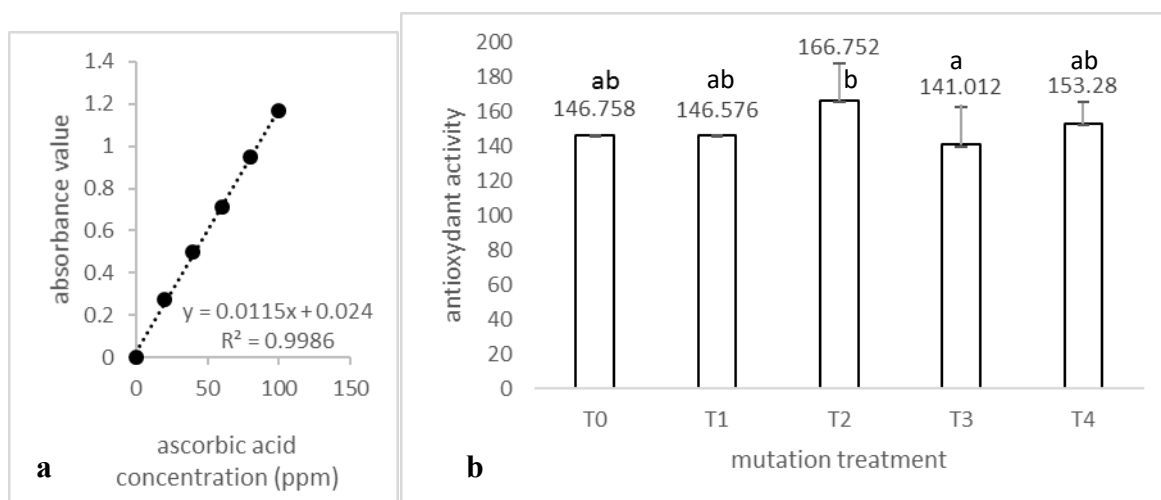 1.4
1.2
1
0.8
0.6
0.4
0.2
0
absorbance value
y = 0.0115x + 0.024
R² = 0.9986
0 50 100 150
ascorbic acid
concentration (ppm)
a
200
180
160
140
120
100
80
60
40
20
0
antioxydant activity
166.752
ab ab b a ab
146.758 146.576 141.012 153.28
T0 T1 T2 T3 T4
mutation treatment
b